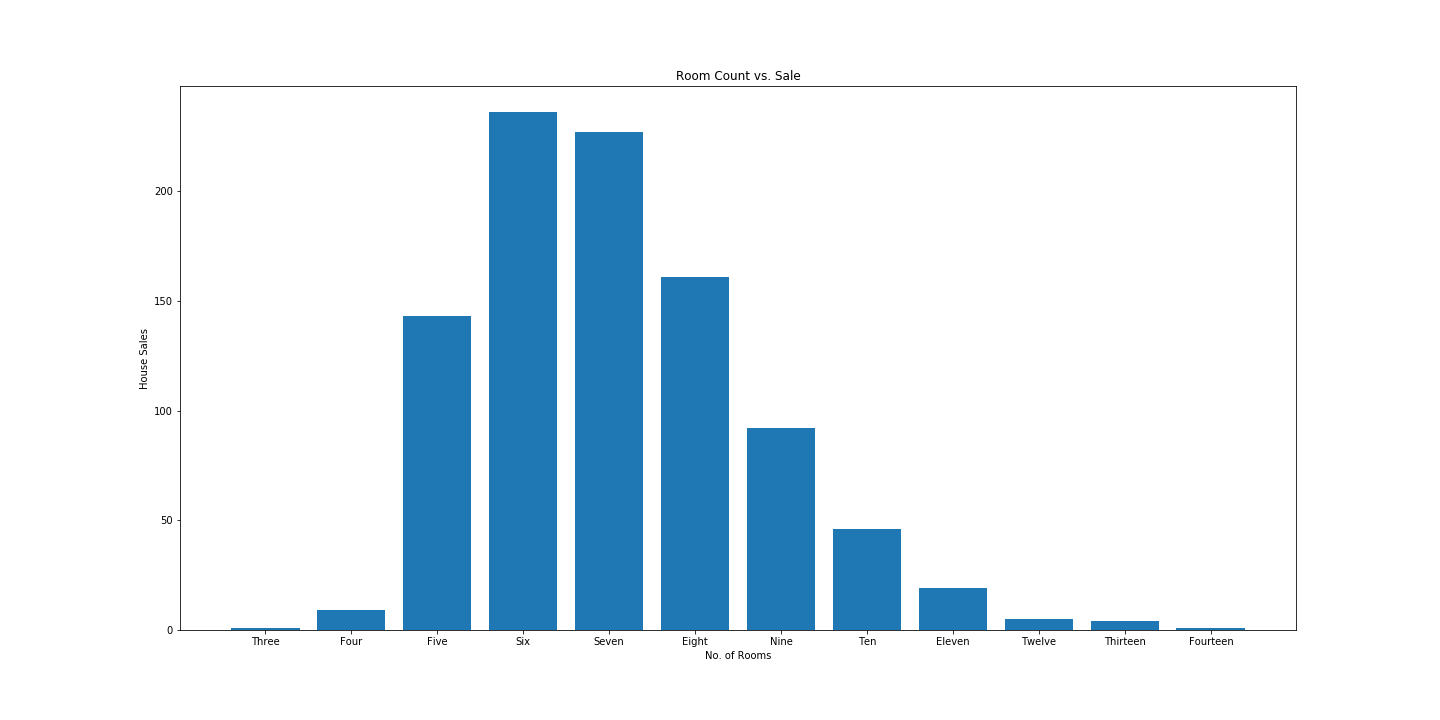 Room Count vs. Sale
House Sales
200
150
100
50
0
Three Four Five Six Seven Eight Nine Ten Eleven Twelve Thirteen Fourteen
No. of Rooms